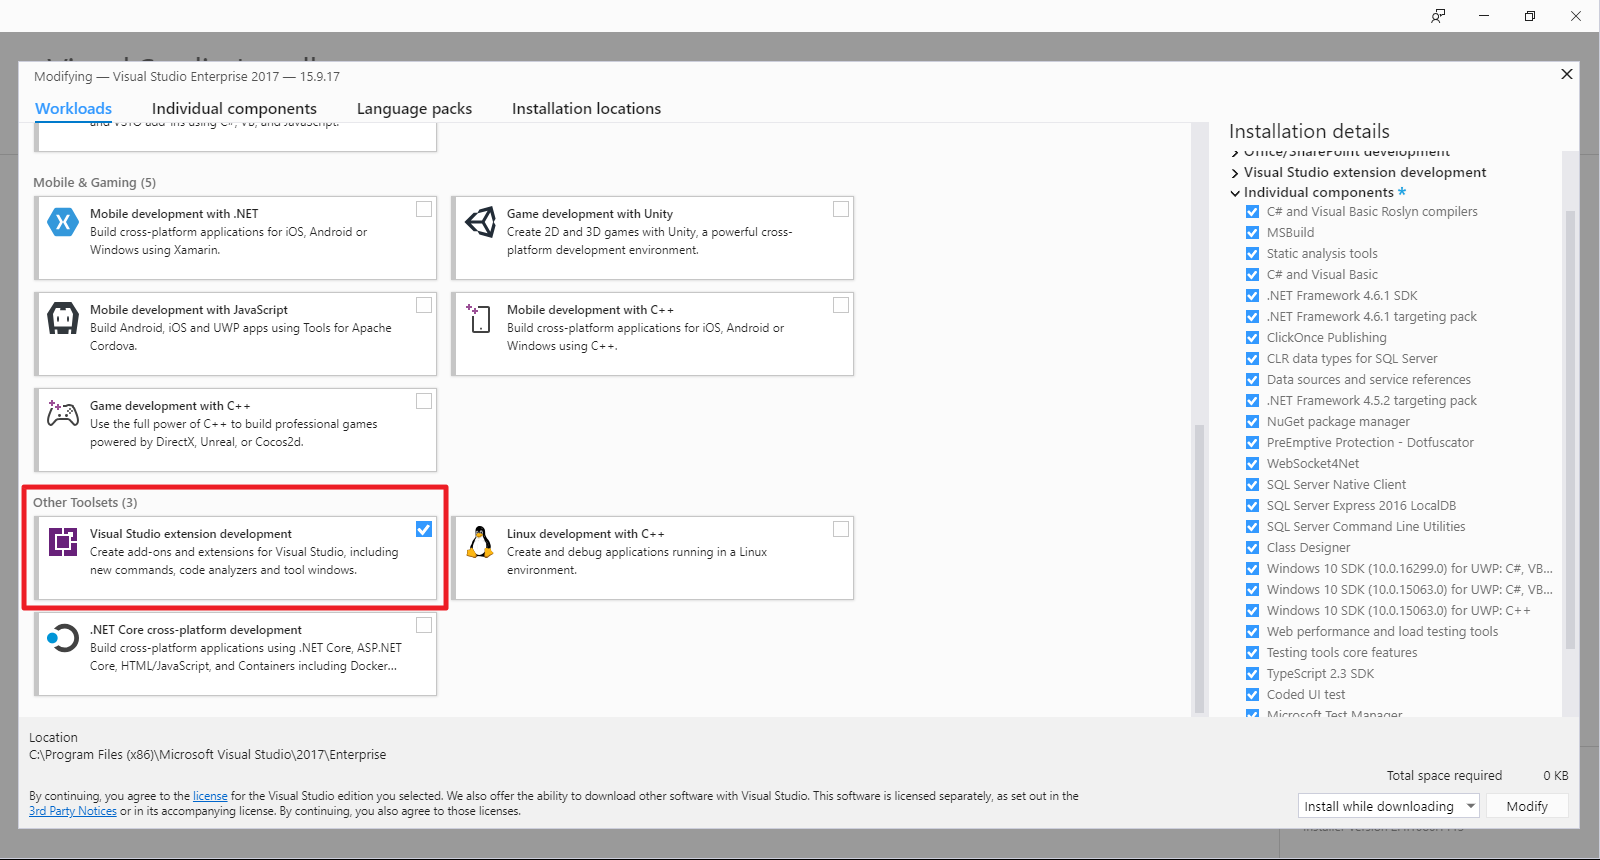 Modifying — Visual Studio Enterprise 2017 — 15.9.17
Workloads
Individual components
Language packs
Installation locations
and VSTO add-ins using C#, VB, and JavaScript.
Mobile & Gaming (5)
Mobile development with .NET
Build cross-platform applications for iOS, Android or
Windows using Xamarin.
Game development with Unity
Create 2D and 3D games with Unity, a powerful cross-
platform development environment.
Mobile development with JavaScript
Build Android, iOS and UWP apps using Tools for Apache
Cordova.
Mobile development with C++
Build cross-platform applications for iOS, Android or
Windows using C++.
Game development with C++
Use the full power of C++ to build professional games
powered by DirectX, Unreal, or Cocos2d.
Other Toolsets (3)
Visual Studio extension development
Create add-ons and extensions for Visual Studio, including
new commands, code analyzers and tool windows.
Linux development with C++
Create and debug applications running in a Linux
environment.
.NET Core cross-platform development
Build cross-platform applications using .NET Core, ASP.NET
Core, HTML/JavaScript, and Containers including Docker...
Installation details
Office/SharePoint development
Visual Studio extension development
Individual components *
C# and Visual Basic Roslyn compilers
MSBuild
Static analysis tools
C# and Visual Basic
.NET Framework 4.6.1 SDK
.NET Framework 4.6.1 targeting pack
ClickOnce Publishing
CLR data types for SQL Server
Data sources and service references
.NET Framework 4.5.2 targeting pack
NuGet package manager
PreEmptive Protection - Dotfuscator
WebSocket4Net
SQL Server Native Client
SQL Server Express 2016 LocalDB
SQL Server Command Line Utilities
Class Designer
Windows 10 SDK (10.0.16299.0) for UWP: C#, VB...
Windows 10 SDK (10.0.15063.0) for UWP: C#, VB...
Windows 10 SDK (10.0.15063.0) for UWP: C++
Web performance and load testing tools
Testing tools core features
TypeScript 2.3 SDK
Coded UI test
Microsoft Test Manager
Location
C:\Program Files (x86)\Microsoft Visual Studio\2017\Enterprise
Total space required 0 KB
By continuing, you agree to the license for the Visual Studio edition you selected. We also offer the ability to download other software with Visual Studio. This software is licensed separately, as set out in the
3rd Party Notices or in its accompanying license. By continuing, you also agree to those licenses.
Install while downloading
Modify